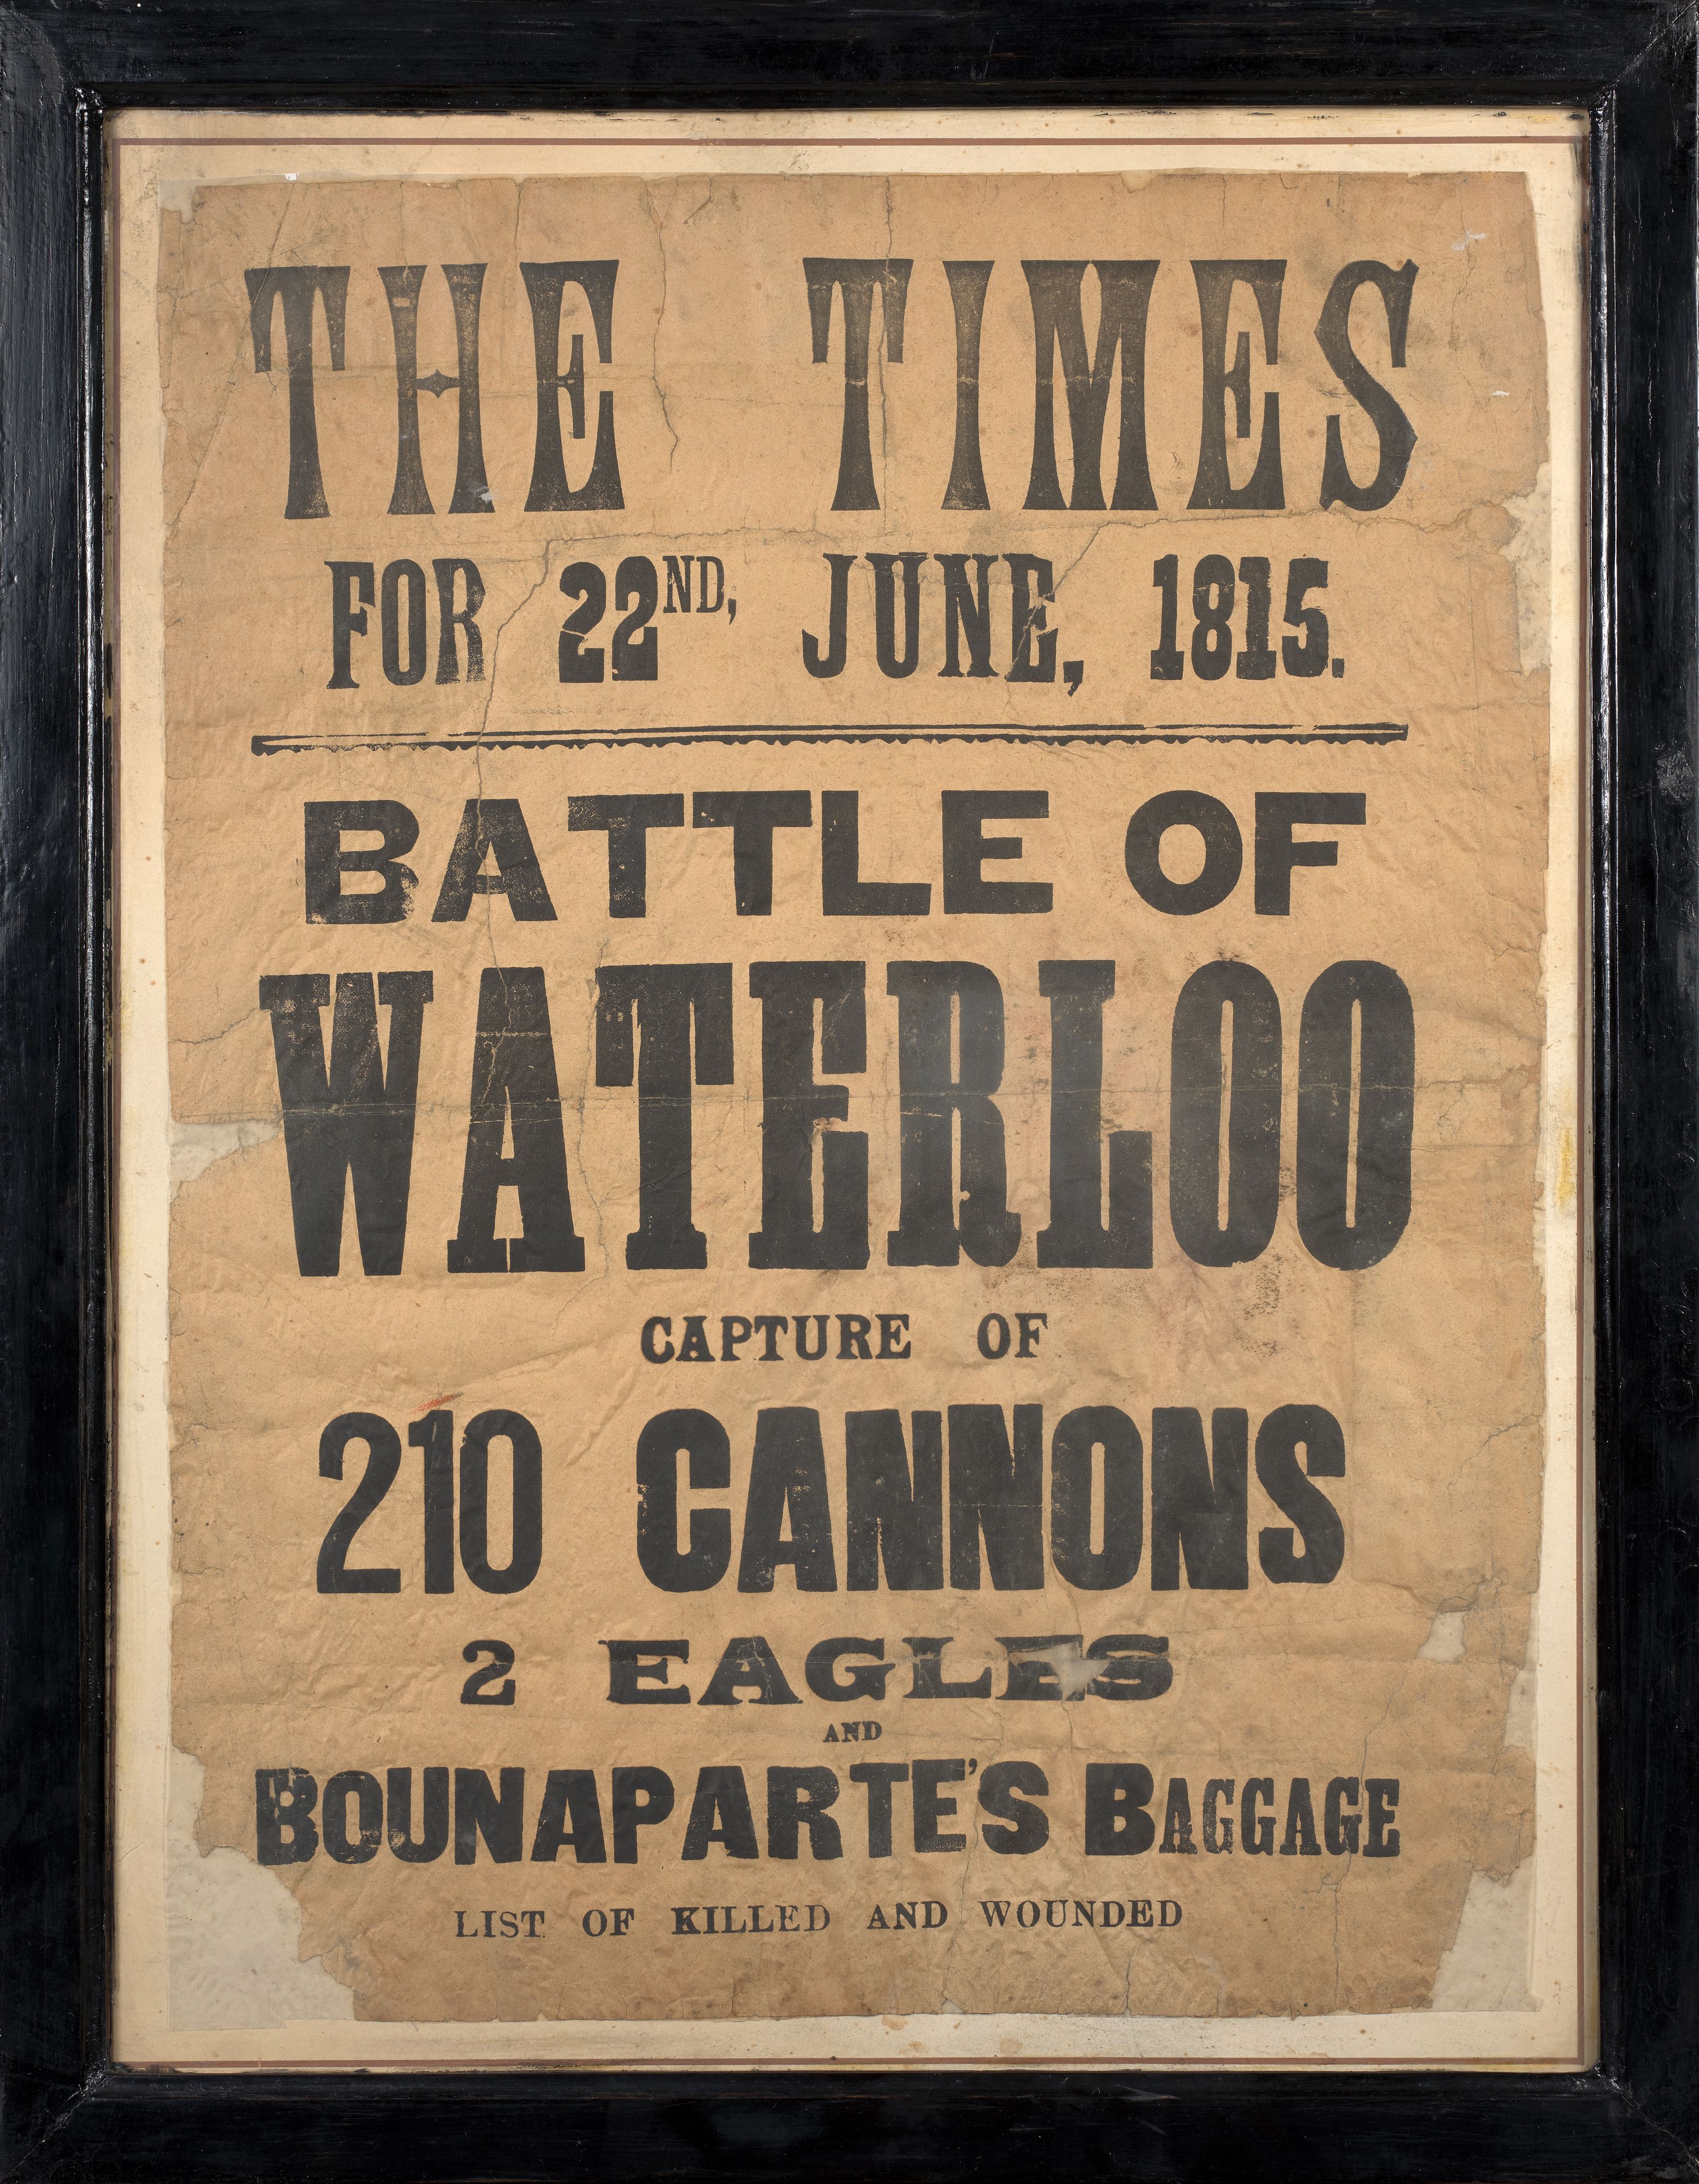 THE TIMES
FOR 22ND, JUNE, 1815.
BATTLE OF
WATERLOO
CAPTURE OF
210 CANNONS
2 EAGLES
AND
BOUNAPARTE'S BAGGAGE
LIST OF KILLED AND WOUNDED